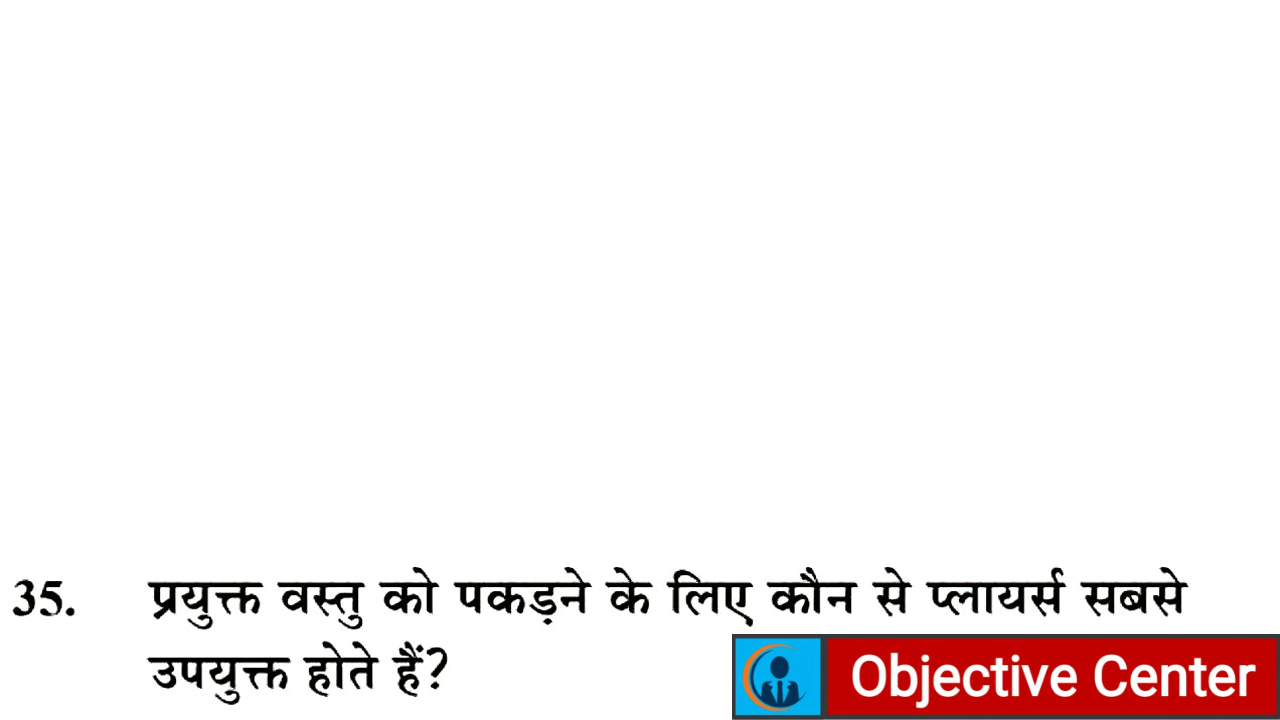 35. प्रयुक्त वस्तु को पकड़ने के लिए कौन से प्लायर्स सबसे
उपयुक्त होते हैं?
Objective Center